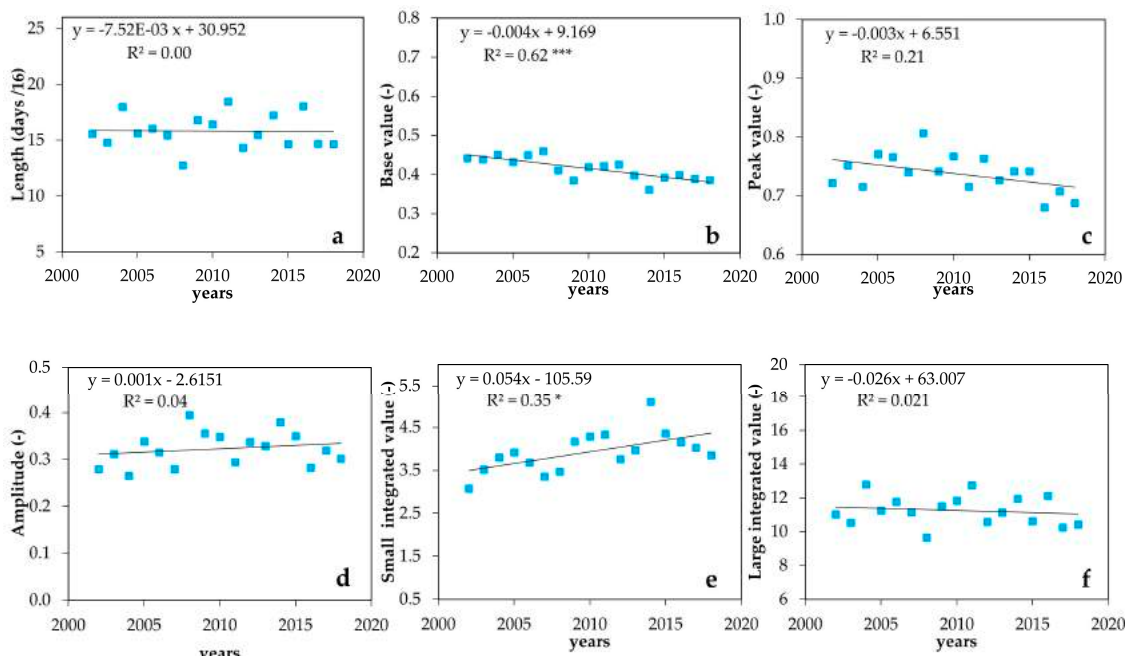 y = -7.52E-03 x + 30.952
R² = 0.00
Length (days /16)
25
20
15
10
5
a
2000 2005 2010 2015 2020
years
y = -0.004x + 9.169
R² = 0.62 ***
Base value (-)
0.8
0.7
0.6
0.5
0.4
0.3
0.2
b
2000 2005 2010 2015 2020
years
y = -0.003x + 6.551
R² = 0.21
Peak value (-)
1.0
0.9
0.8
0.7
0.6
c
2000 2005 2010 2015 2020
years
y = 0.001x - 2.6151
R² = 0.04
Amplitude (-)
0.5
0.4
0.3
0.2
0.1
0.0
d
2000 2005 2010 2015 2020
years
y = 0.054x - 105.59
R² = 0.35 *
Small integrated value (-)
5.5
4.5
3.5
2.5
1.5
0.5
e
2000 2005 2010 2015 2020
years
y = -0.026x + 63.007
R² = 0.021
Large integrated value (-)
20
18
16
14
12
10
8
6
f
2000 2005 2010 2015 2020
years